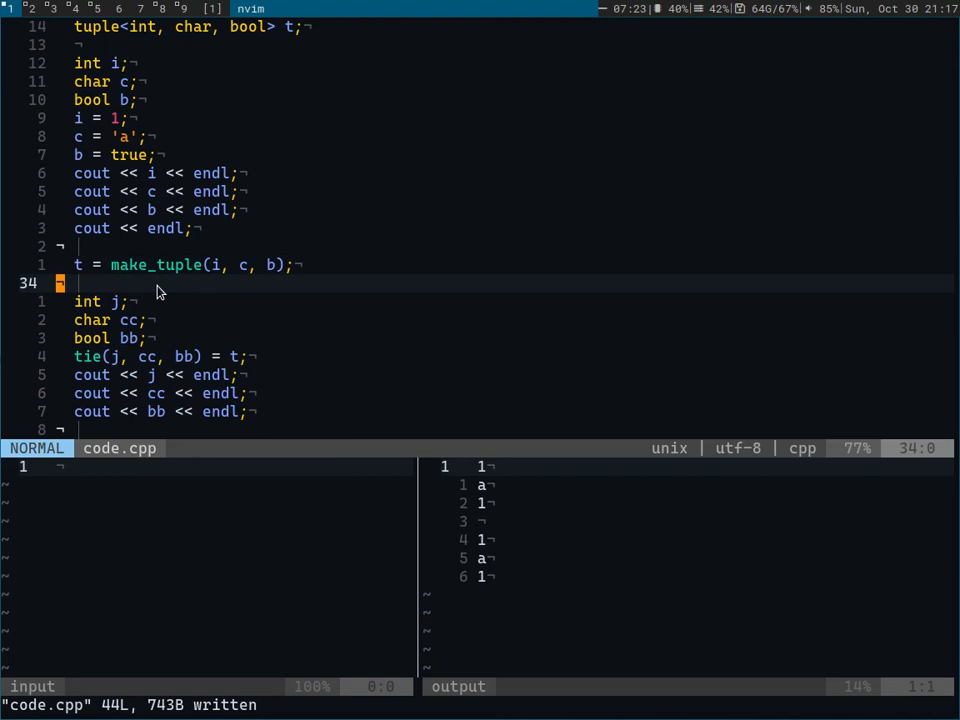 1 2 3 4 5 6 7 8 9 [1] nvim 07:23 40% 42% 64G/67% 85% Sun, Oct 30 21:17
14 tuple<int, char, bool> t;¬
13 ¬
12 int i;¬
11 char c;¬
10 bool b;¬
9 i = 1;¬
8 c = 'a';¬
7 b = true;¬
6 cout << i << endl;¬
5 cout << c << endl;¬
4 cout << b << endl;¬
3 cout << endl;¬
2 ¬
1 t = make_tuple(i, c, b);¬
34 ¬
1 int j;¬
2 char cc;¬
3 bool bb;¬
4 tie(j, cc, bb) = t;¬
5 cout << j << endl;¬
6 cout << cc << endl;¬
7 cout << bb << endl;¬
8 ¬
NORMAL code.cpp unix | utf-8 | cpp 77% 34:0
1 ¬
~
~
~
~
~
~
~
~
~
~
~
input 100% 0:0
1 1¬
1 a¬
2 1¬
3 ¬
4 1¬
5 a¬
6 1¬
~
~
~
~
~
output 14% 1:1
"code.cpp" 44L, 743B written